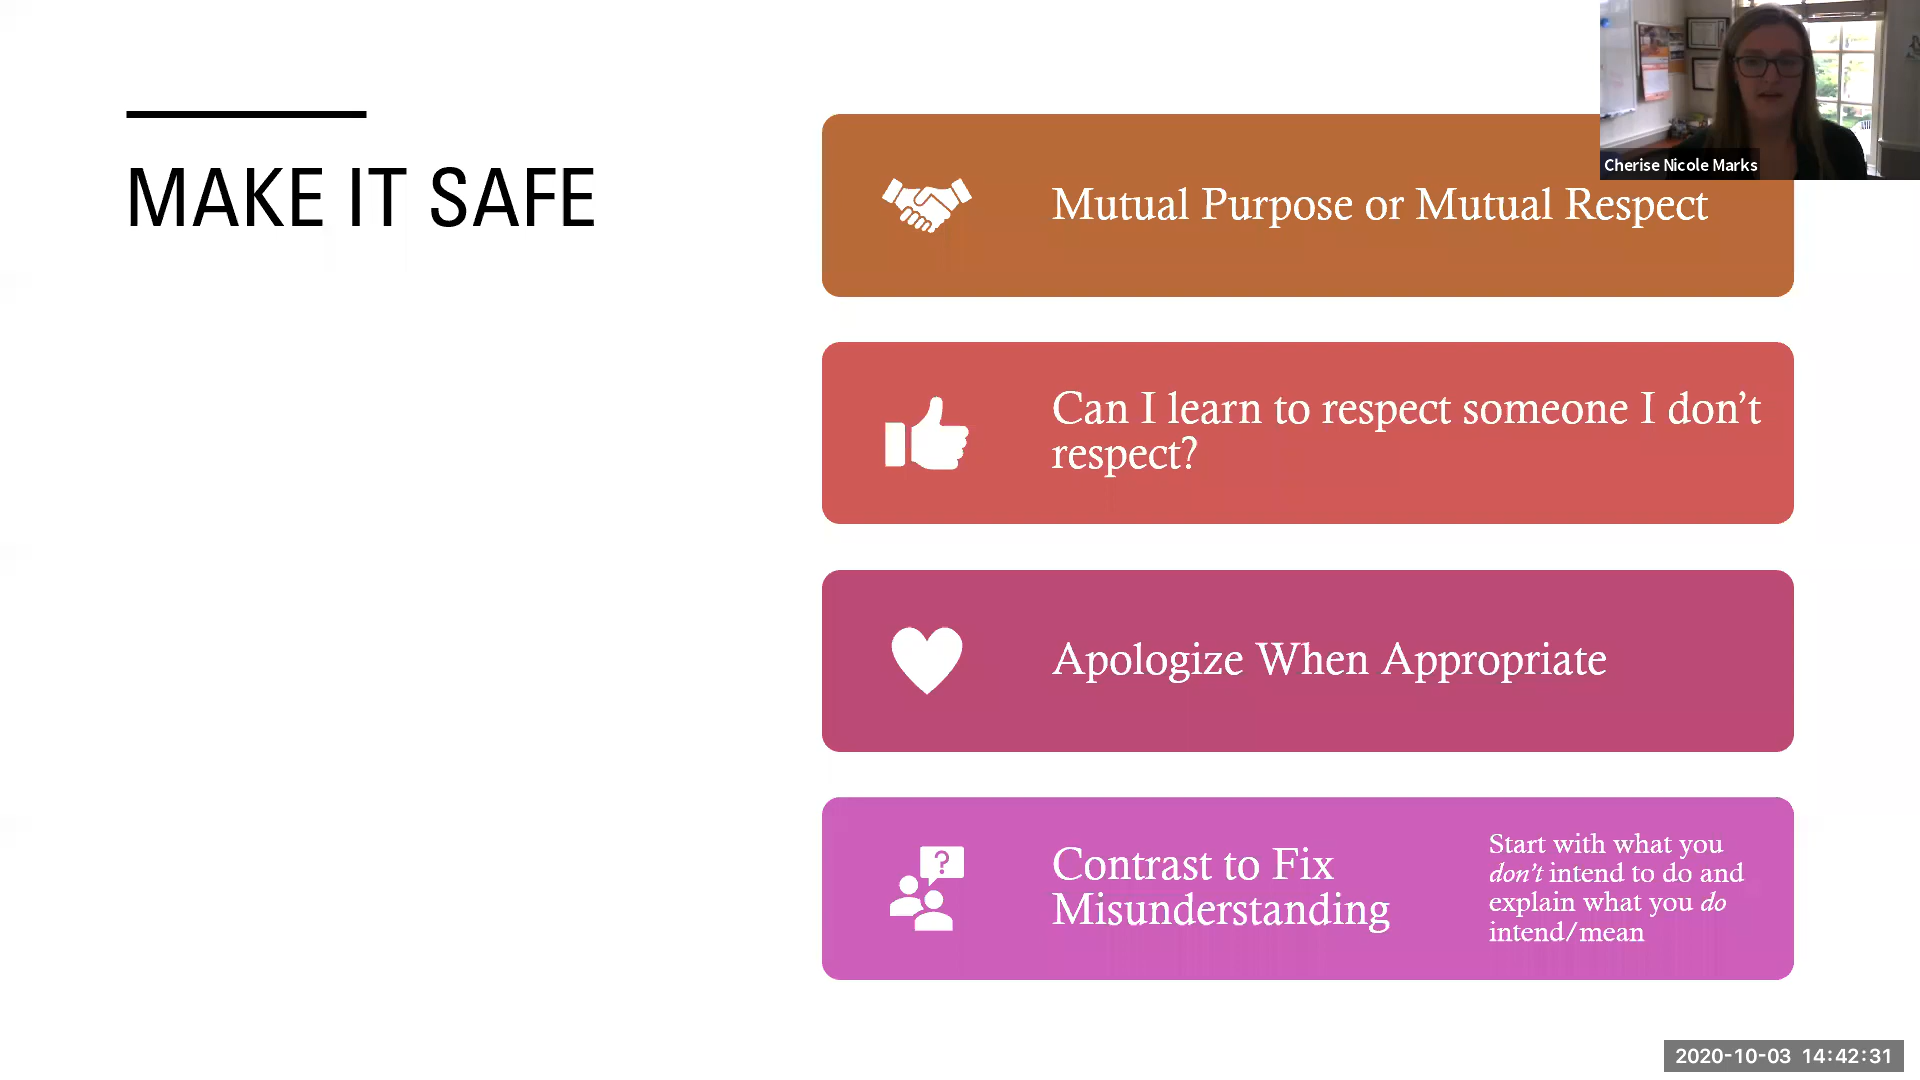 MAKE IT SAFE
Cherise Nicole Marks
Mutual Purpose or Mutual Respect
Can I learn to respect someone I don’t
respect?
Apologize When Appropriate
?
Contrast to Fix
Misunderstanding
Start with what you
don’t intend to do and
explain what you do
intend/mean
2020-10-03 14:42:31